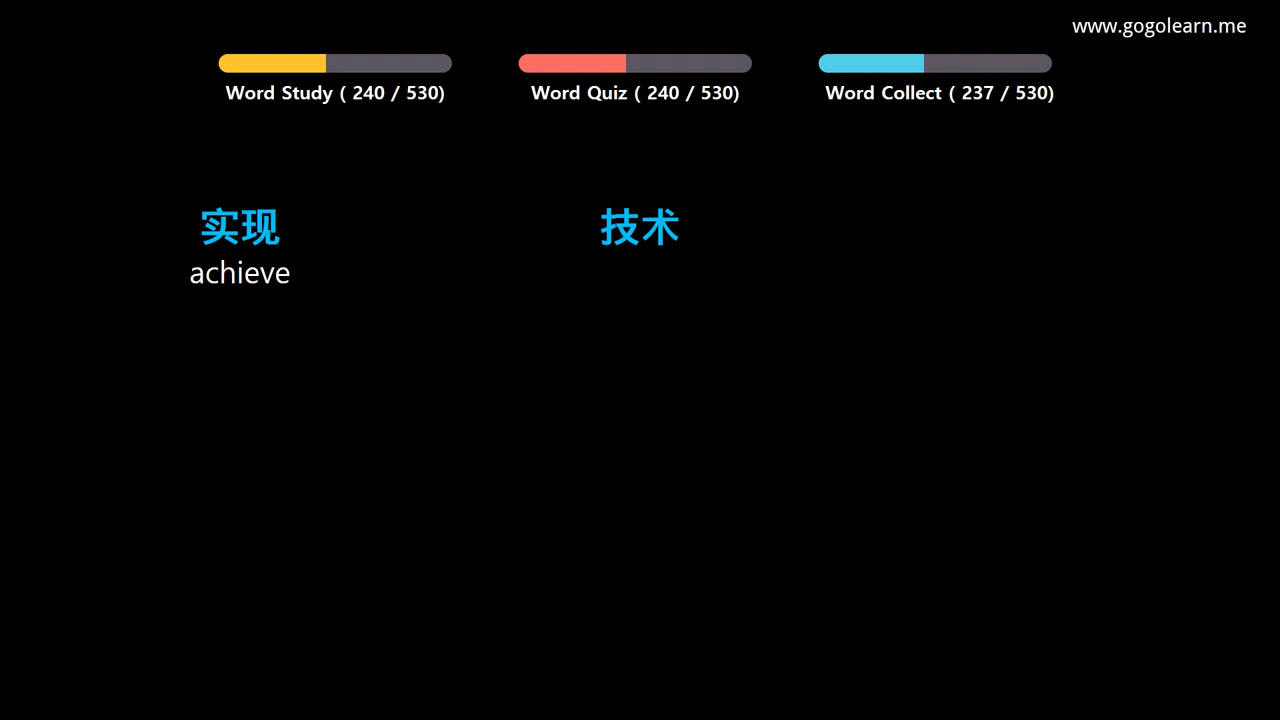 www.gogolearn.me
Word Study ( 240 / 530)
Word Quiz ( 240 / 530)
Word Collect ( 237 / 530)
实现
技术
achieve